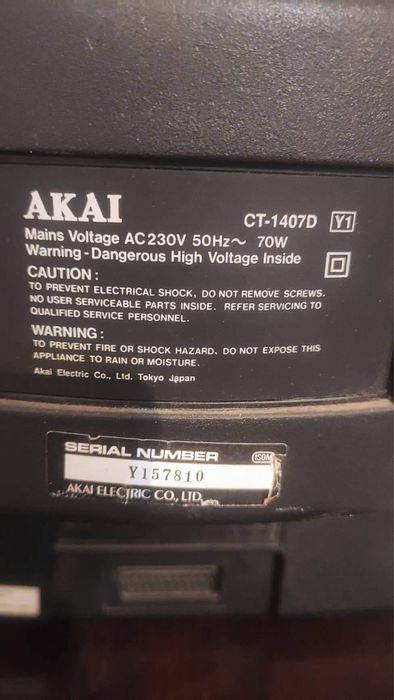 AKAI
CT-1407D Y1
Mains Voltage AC230V 50Hz~ 70W
Warning - Dangerous High Voltage Inside
CAUTION :
TO PREVENT ELECTRICAL SHOCK, DO NOT REMOVE SCREWS.
NO USER SERVICEABLE PARTS INSIDE. REFER SERVICING TO
QUALIFIED SERVICE PERSONNEL.
WARNING :
TO PREVENT FIRE OR SHOCK HAZARD, DO NOT EXPOSE THIS
APPLIANCE TO RAIN OR MOISTURE.
Akai Electric Co., Ltd. Tokyo Japan
SERIAL NUMBER ISOM
Y157810
AKAI ELECTRIC CO., LTD.